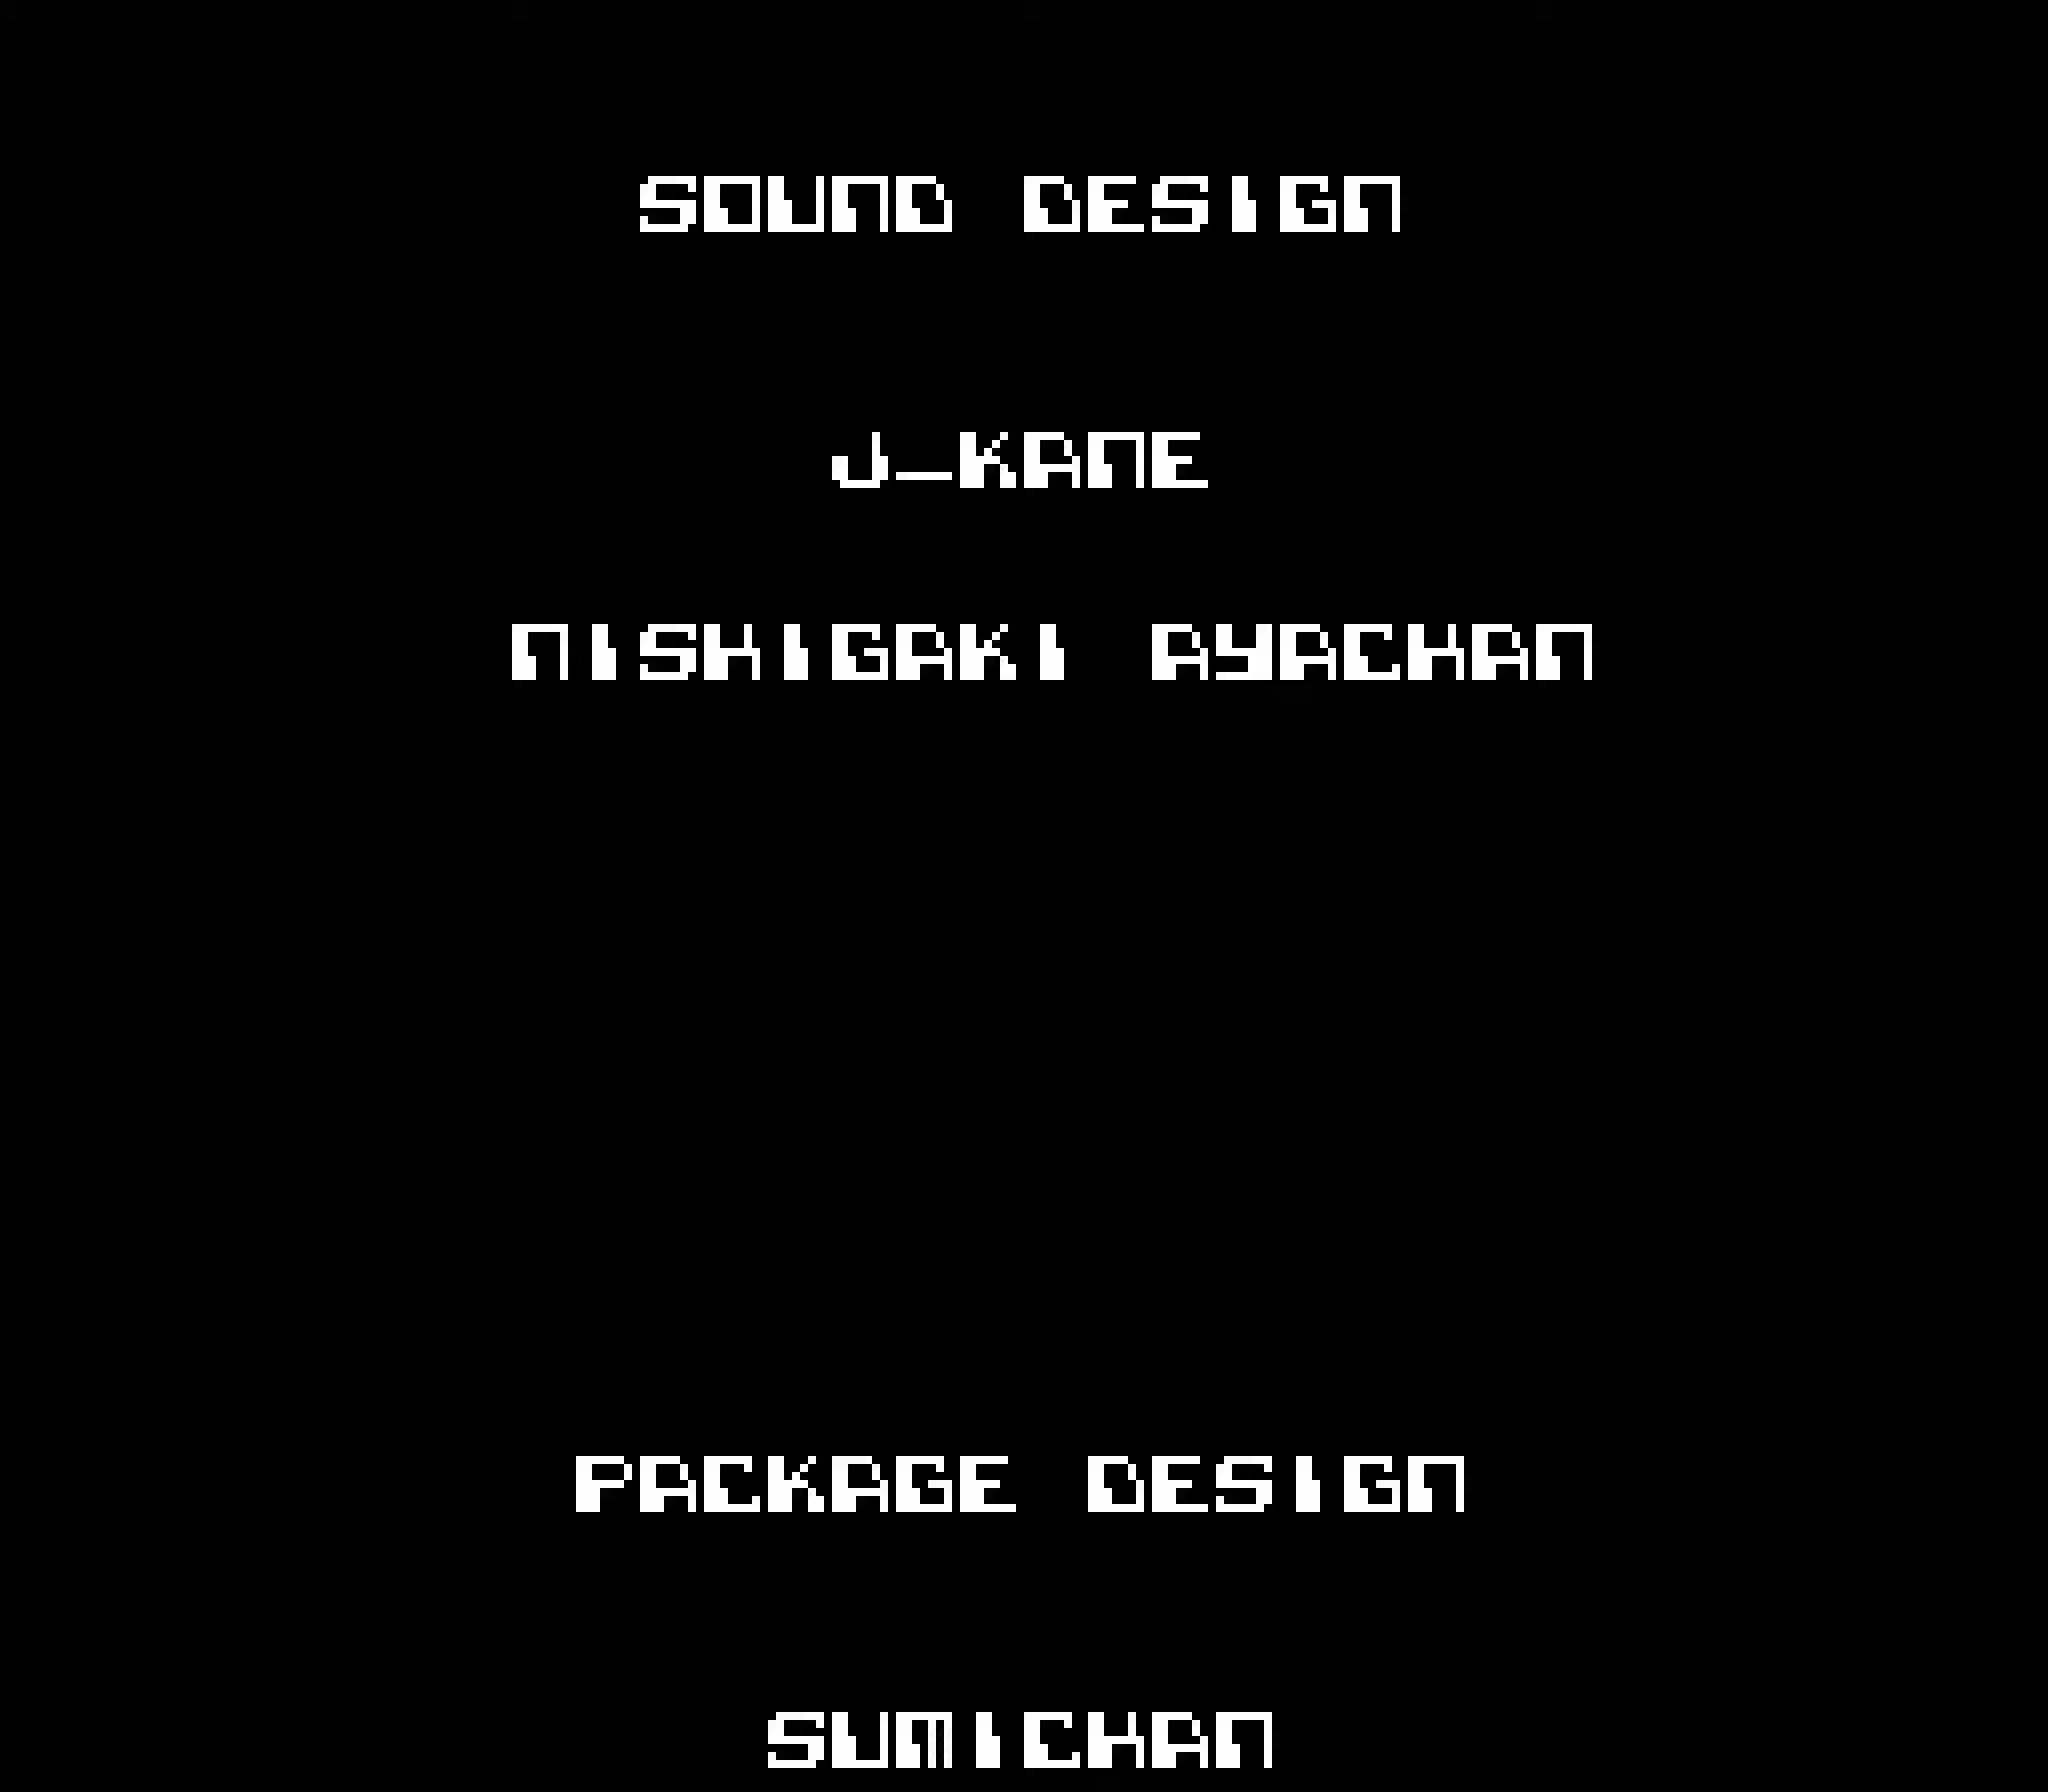 SOUND DESIGN
J-KANE
NISHIGAKI AYACHAN
PACKAGE DESIGN
SUMICHAN